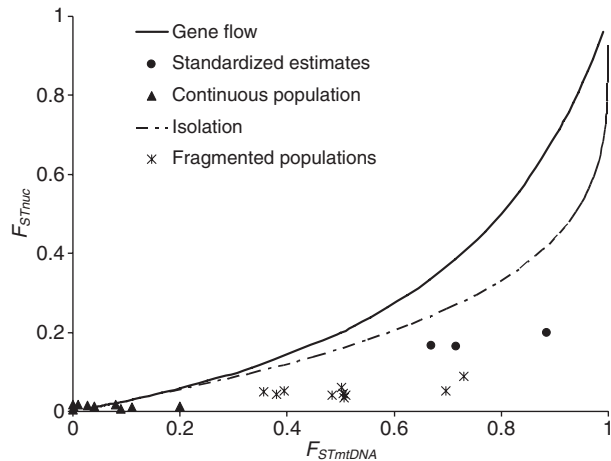 1
0.8
0.6
0.4
0.2
0
0
0.2
0.4
0.6
0.8
1
F_STnuc
F_STmtDNA
Gene flow
Standardized estimates
Continuous population
Isolation
Fragmented populations